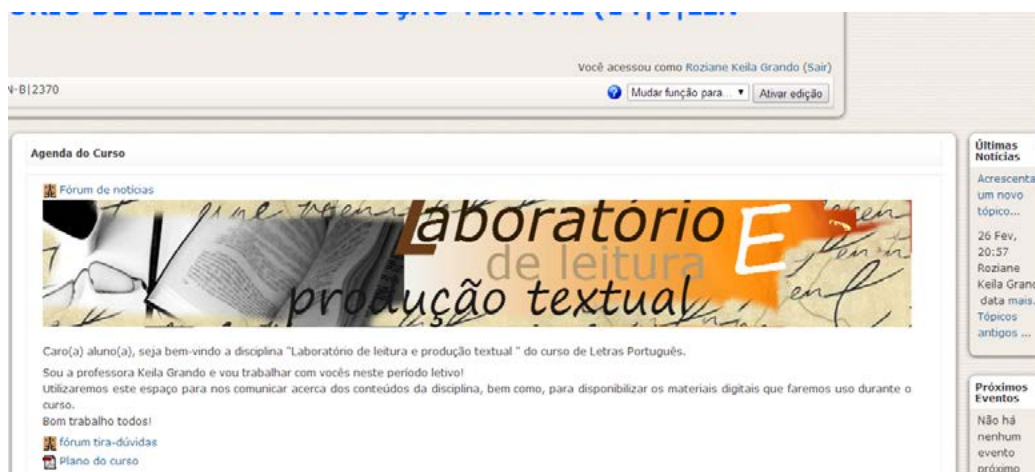 Você acessou como Roziane Keila Grando (Sair)
N-B|2370
Mudar função para...
Ativar edição
Agenda do Curso
Fórum de notícias
Laboratório E
de leitura
produção textual
Caro(a) aluno(a), seja bem-vindo a disciplina "Laboratório de leitura e produção textual " do curso de Letras Português.
Sou a professora Keila Grando e vou trabalhar com vocês neste período letivo!
Utilizaremos este espaço para nos comunicar acerca dos conteúdos da disciplina, bem como, para disponibilizar os materiais digitais que faremos uso durante o
curso.
Bom trabalho todos!
fórum tira-dúvidas
Plano do curso
Últimas
Notícias
Acrescenta
um novo
tópico...
26 Fev,
20:57
Roziane
Keila Grand
data mais.
Tópicos
antigos ...
Próximos
Eventos
Não há
nenhum
evento
próximo